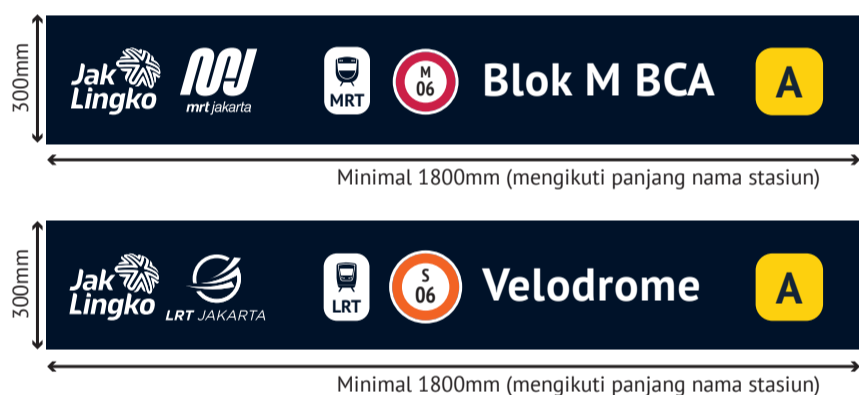 300mm
Jak Lingko
mrt jakarta
MRT
M 06
Blok M BCA
A
Minimal 1800mm (mengikuti panjang nama stasiun)
300mm
Jak Lingko
LRT JAKARTA
LRT
S 06
Velodrome
A
Minimal 1800mm (mengikuti panjang nama stasiun)